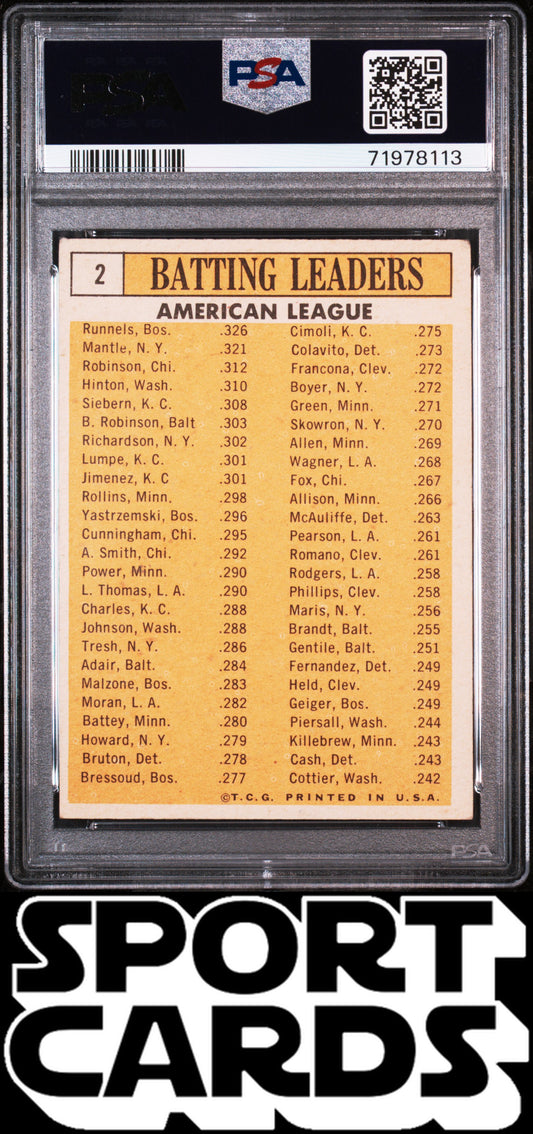 PSA
PSA
71978113
2 BATTING LEADERS
AMERICAN LEAGUE
Runnels, Bos. .326 Cimoli, K. C. .275
Mantle, N. Y. .321 Colavito, Det. .273
Robinson, Chi. .312 Francona, Clev. .272
Hinton, Wash. .310 Boyer, N. Y. .272
Siebern, K. C. .308 Green, Minn. .271
B. Robinson, Balt .303 Skowron, N. Y. .270
Richardson, N. Y. .302 Allen, Minn. .269
Lumpe, K. C. .301 Wagner, L. A. .268
Jimenez, K. C .301 Fox, Chi. .267
Rollins, Minn. .298 Allison, Minn. .266
Yastrzemski, Bos. .296 McAuliffe, Det. .263
Cunningham, Chi. .295 Pearson, L. A. .261
A. Smith, Chi. .292 Romano, Clev. .261
Power, Minn. .290 Rodgers, L. A. .258
L. Thomas, L. A. .290 Phillips, Clev. .258
Charles, K. C. .288 Maris, N. Y. .256
Johnson, Wash. .288 Brandt, Balt. .255
Tresh, N. Y. .286 Gentile, Balt. .251
Adair, Balt. .284 Fernandez, Det. .249
Malzone, Bos. .283 Held, Clev. .249
Moran, L. A. .282 Geiger, Bos. .249
Battey, Minn. .280 Piersall, Wash. .244
Howard, N. Y. .279 Killebrew, Minn. .243
Bruton, Det. .278 Cash, Det. .243
Bressoud, Bos. .277 Cottier, Wash. .242
©T.C.G. PRINTED IN U.S.A.
PSA
SPORT
CARDS